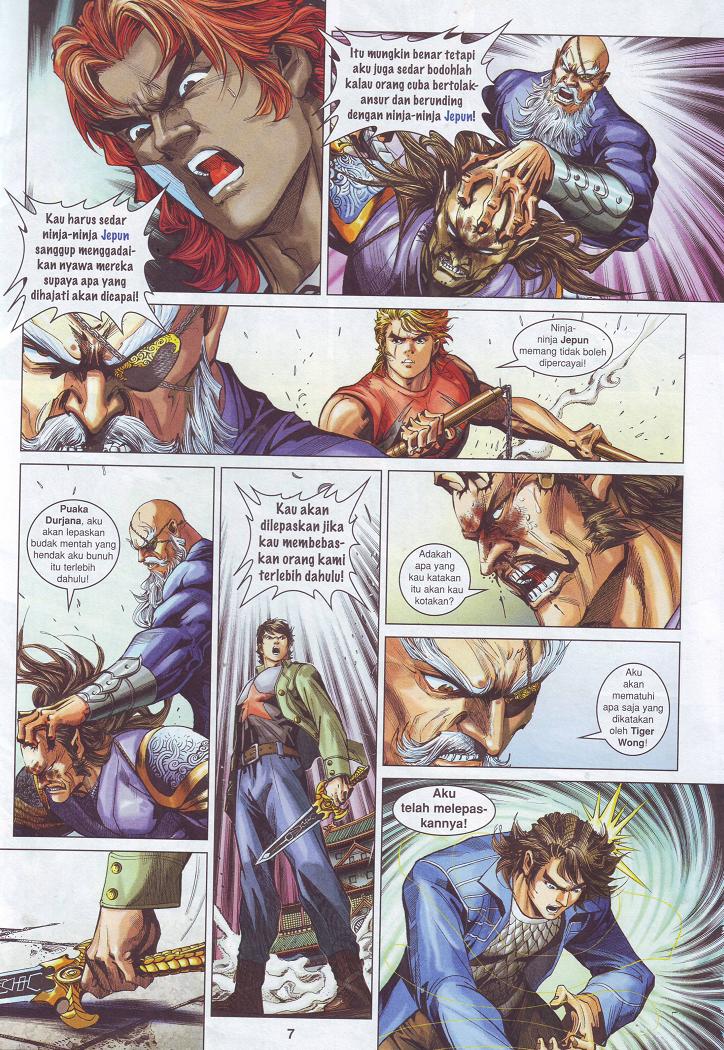 Kau harus sedar
ninja-ninja Jepun
sanggup menggadai-
kan nyawa mereka
supaya apa yang
dihajati akan dicapai!
Itu mungkin benar tetapi
aku juga sedar bodohlah
kalau orang cuba bertolak-
ansur dan berunding
dengan ninja-ninja Jepun!
Ninja-
ninja Jepun
memang tidak boleh
dipercayai!
Puaka
Durjana, aku
akan lepaskan
budak mentah yang
hendak aku bunuh
itu terlebih
dahulu!
Kau akan
dilepaskan jika
kau membebas-
kan orang kami
terlebih dahulu!
Adakah
apa yang
kau katakan
itu akan kau
kotakan?
Aku
akan
mematuhi
apa saja yang
dikatakan
oleh Tiger
Wong!
Aku
telah melepas-
kannya!
7